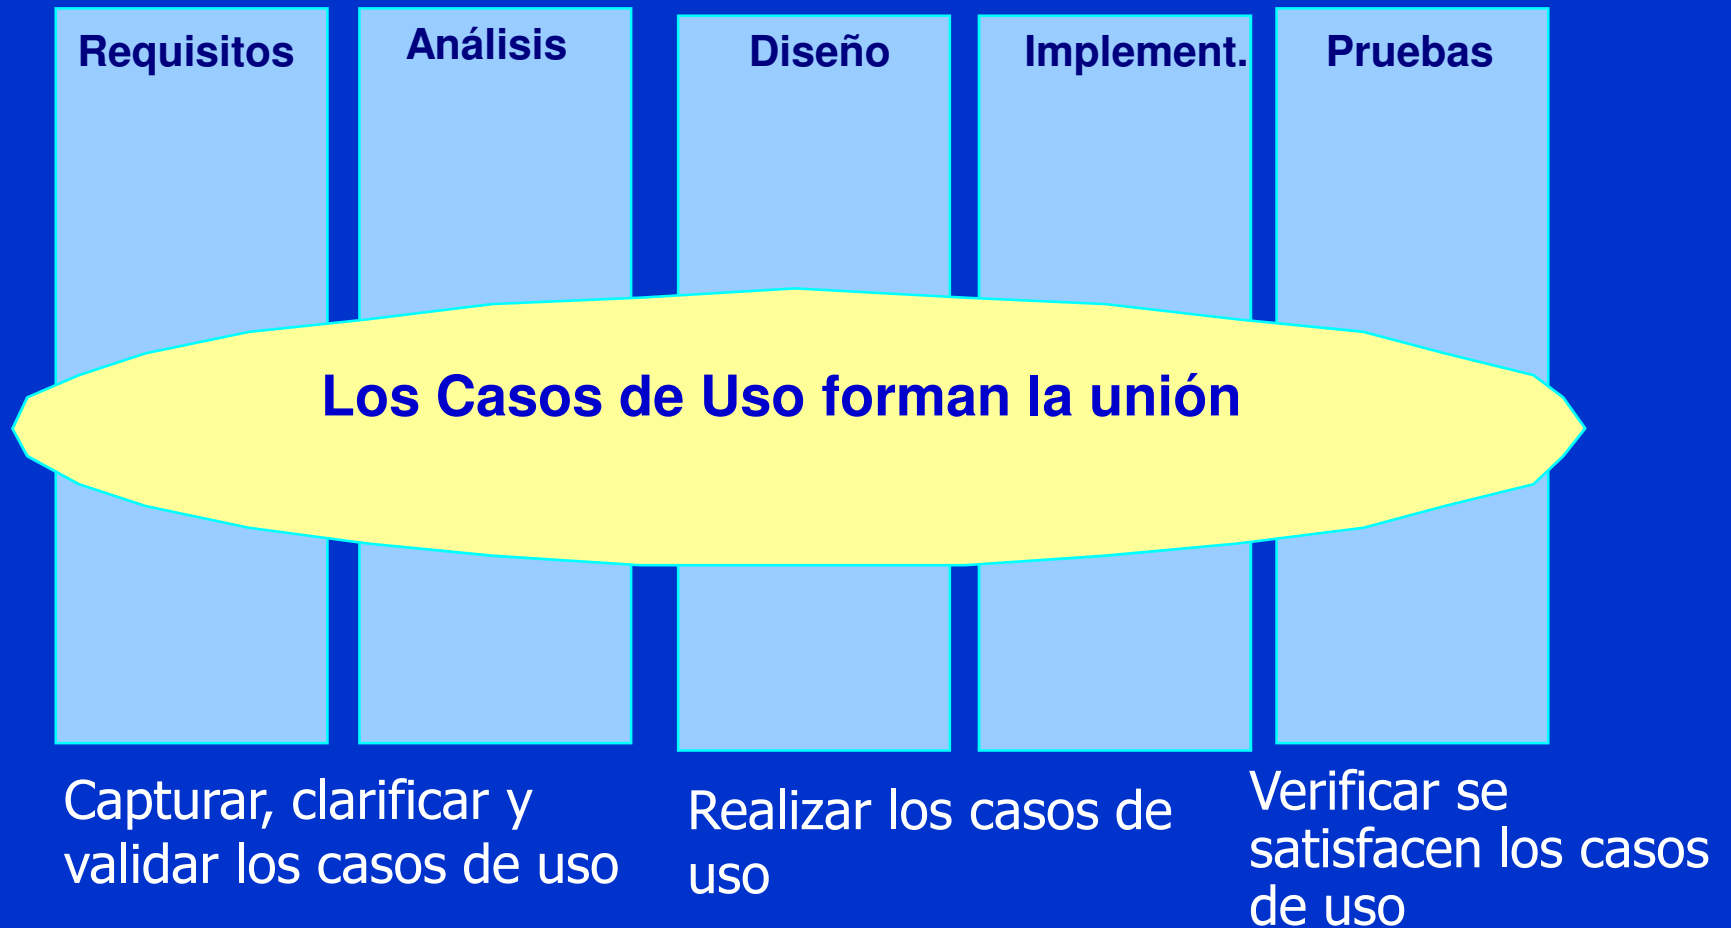 Requisitos
Análisis
Diseño
Implement.
Pruebas
Los Casos de Uso forman la unión
Capturar, clarificar y
validar los casos de uso
Realizar los casos de
uso
Verificar se
satisfacen los casos
de uso